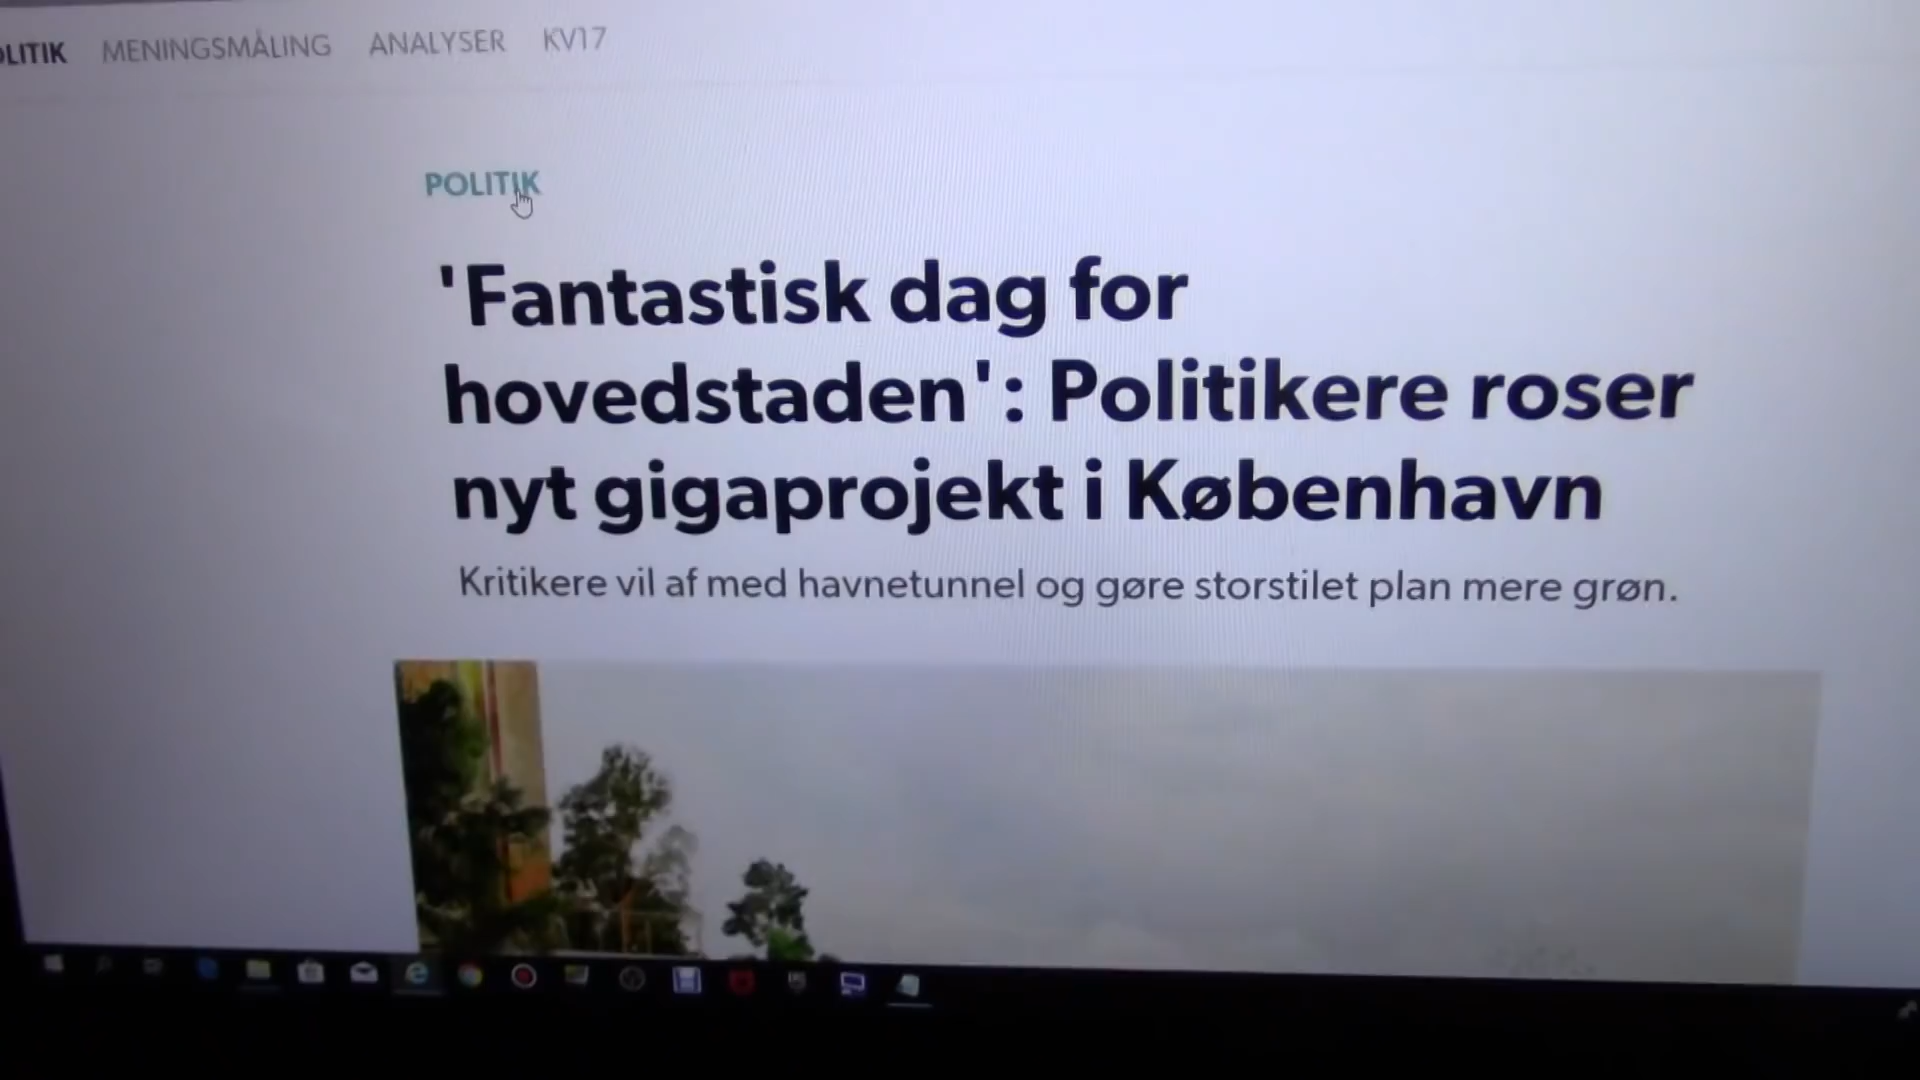 POLITIK MENINGSMÅLING ANALYSER KV17
POLITIK
'Fantastisk dag for
hovedstaden': Politikere roser
nyt gigaprojekt i København
Kritikere vil af med havnetunnel og gøre storstilet plan mere grøn.